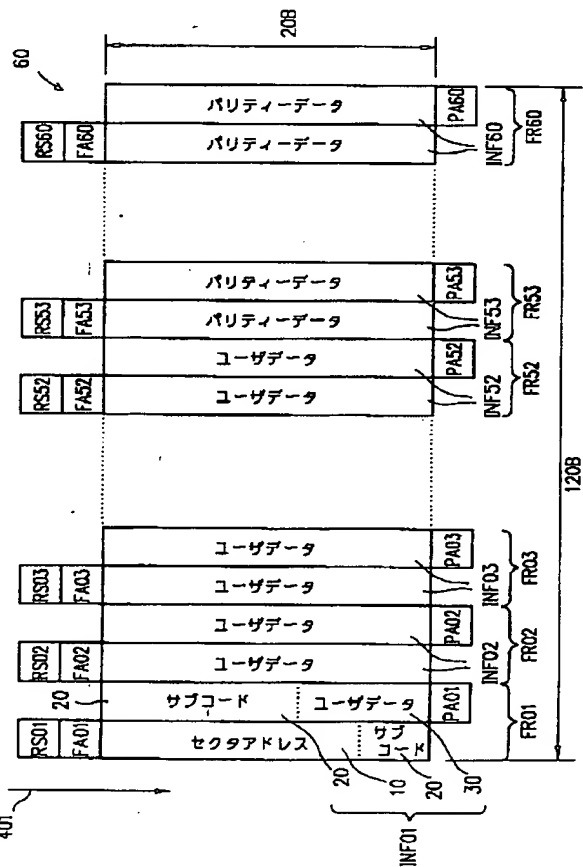 401
60
20B
RS01
RS02
RS03
RS52
RS53
RS60
FA01
FA02
FA03
FA52
FA53
FA60
セクタアドレス
サブコード
サブコード
ユーザデータ
ユーザデータ
ユーザデータ
ユーザデータ
ユーザデータ
ユーザデータ
ユーザデータ
パリティーデータ
パリティーデータ
パリティーデータ
パリティーデータ
PA01
PA02
PA03
PA52
PA53
PA60
20
20
10
20
30
INF01
INF02
INF03
INF52
INF53
INF60
FR01
FR02
FR03
FR52
FR53
FR60
120B